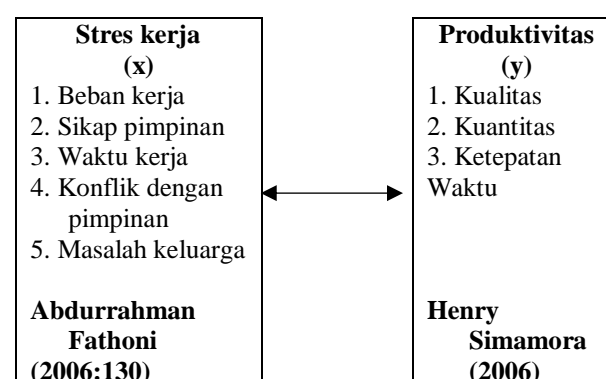 Stres kerja
(x)
1. Beban kerja
2. Sikap pimpinan
3. Waktu kerja
4. Konflik dengan
pimpinan
5. Masalah keluarga
Abdurrahman
Fathoni
(2006:130)
Produktivitas
(y)
1. Kualitas
2. Kuantitas
3. Ketepatan
Waktu
Henry
Simamora
(2006)